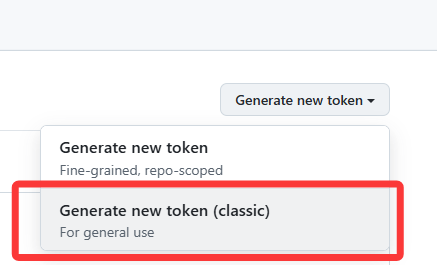 Generate new token
Generate new token
Fine-grained, repo-scoped
Generate new token (classic)
For general use